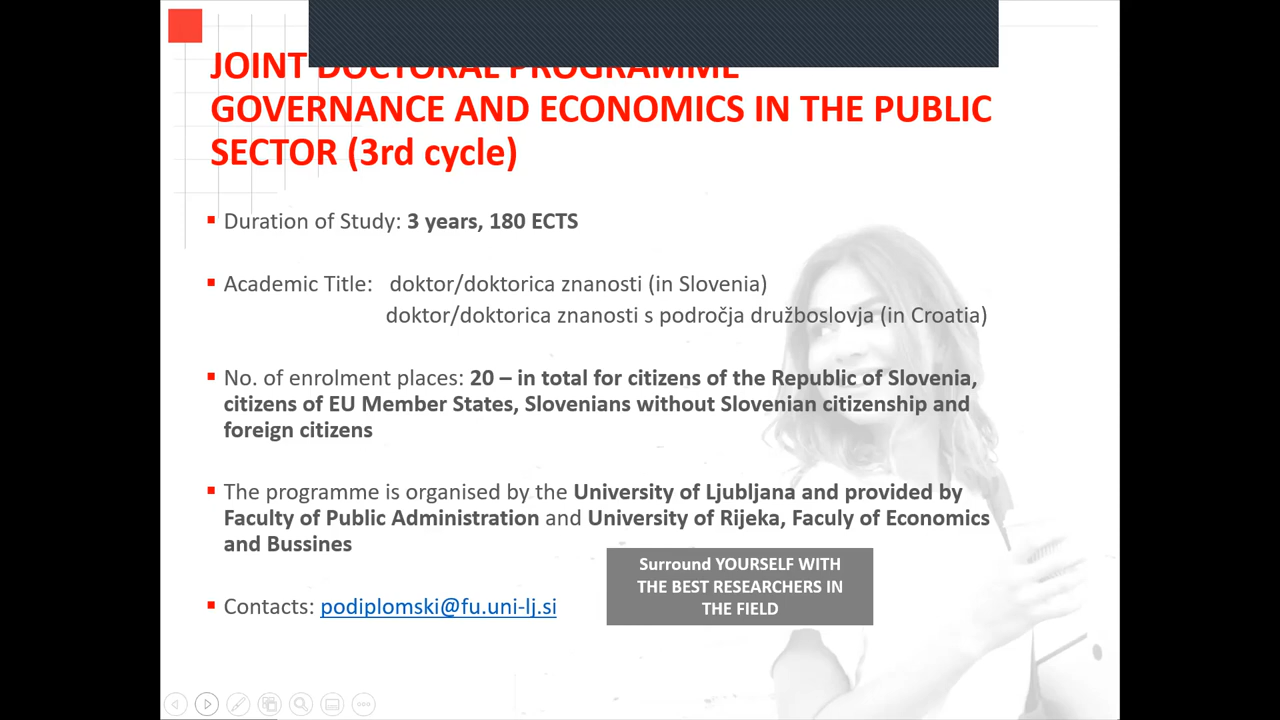 JOINT DOCTORAL PROGRAMME
GOVERNANCE AND ECONOMICS IN THE PUBLIC
SECTOR (3rd cycle)
Duration of Study: 3 years, 180 ECTS
Academic Title: doktor/doktorica znanosti (in Slovenia)
doktor/doktorica znanosti s področja družboslovja (in Croatia)
No. of enrolment places: 20 – in total for citizens of the Republic of Slovenia,
citizens of EU Member States, Slovenians without Slovenian citizenship and
foreign citizens
The programme is organised by the University of Ljubljana and provided by
Faculty of Public Administration and University of Rijeka, Faculy of Economics
and Bussines
Surround YOURSELF WITH
THE BEST RESEARCHERS IN
THE FIELD
Contacts: podiplomski@fu.uni-lj.si